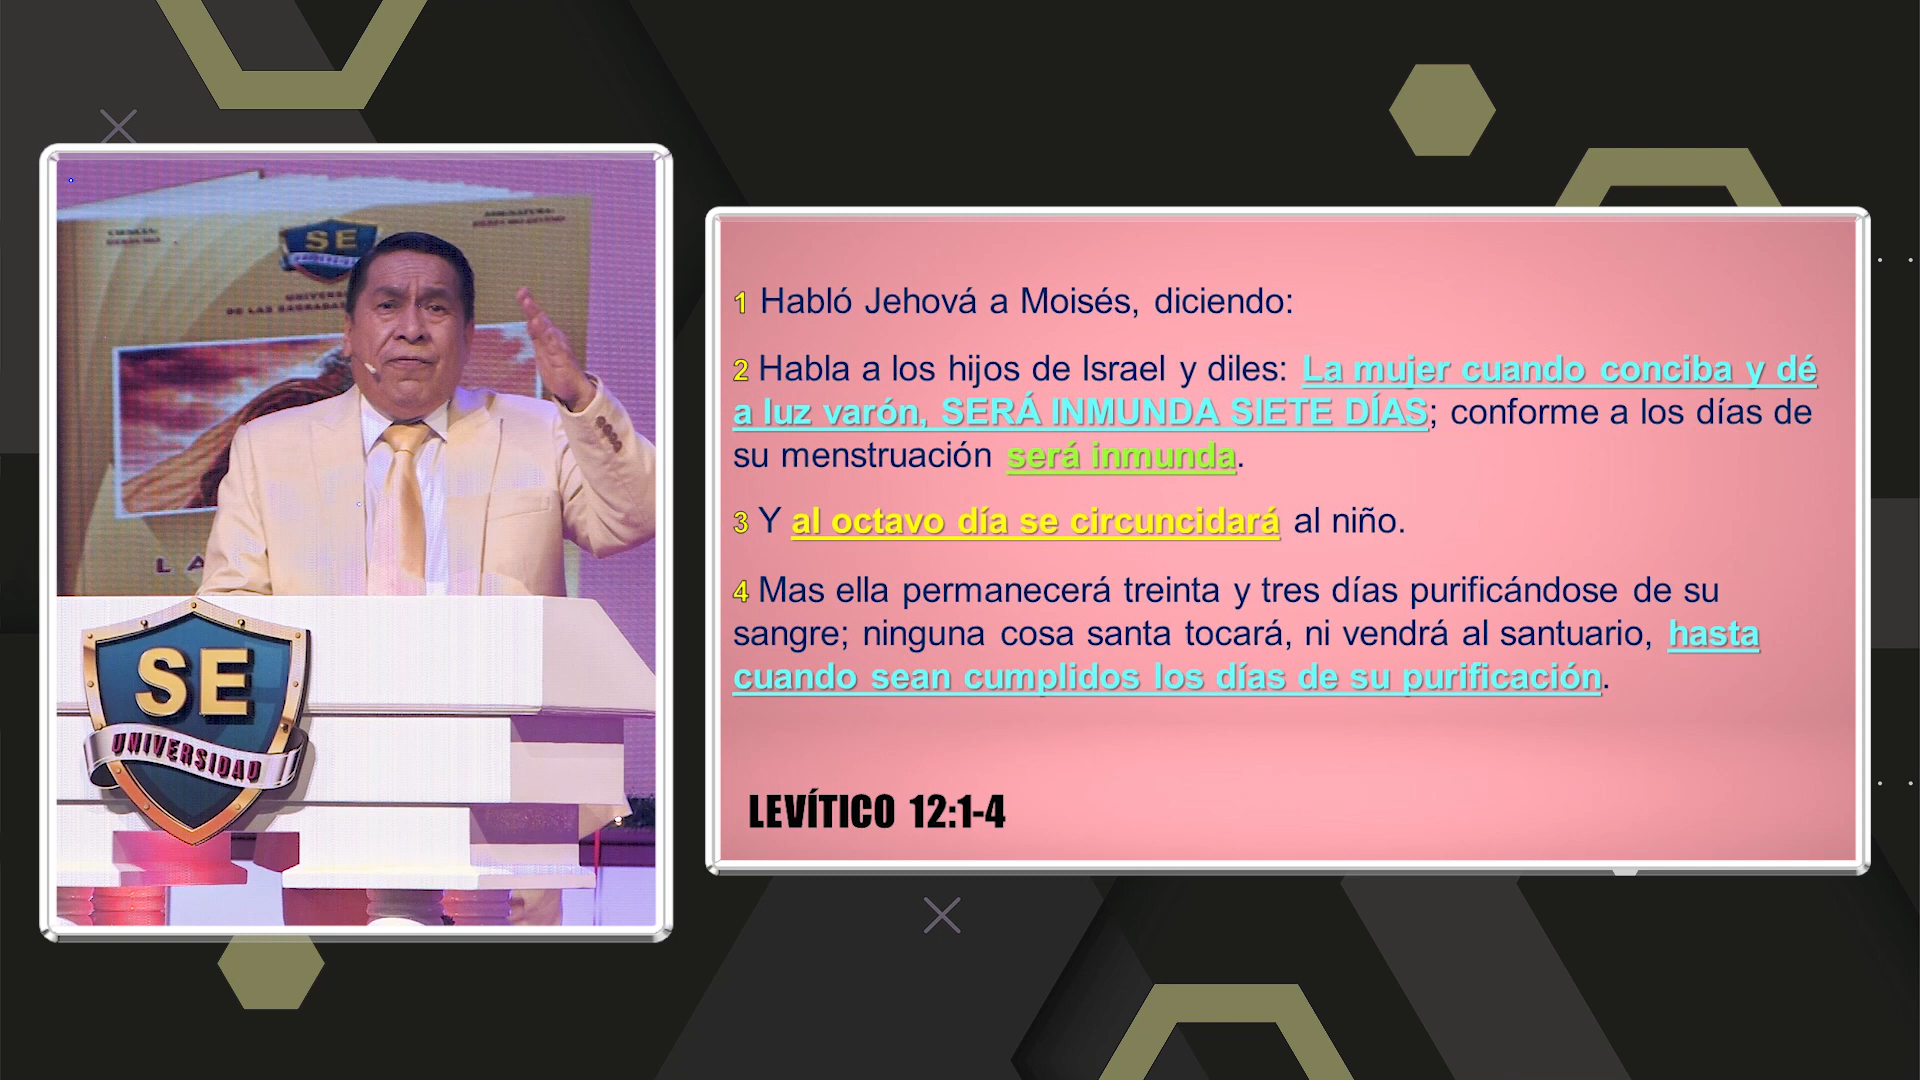 SE
SE
UNIVERSIDAD
1 Habló Jehová a Moisés, diciendo:
2 Habla a los hijos de Israel y diles: La mujer cuando conciba y dé
a luz varón, SERÁ INMUNDA SIETE DÍAS; conforme a los días de
su menstruación será inmunda.
3 Y al octavo día se circuncidará al niño.
4 Mas ella permanecerá treinta y tres días purificándose de su
sangre; ninguna cosa santa tocará, ni vendrá al santuario, hasta
cuando sean cumplidos los días de su purificación.
LEVÍTICO 12:1-4